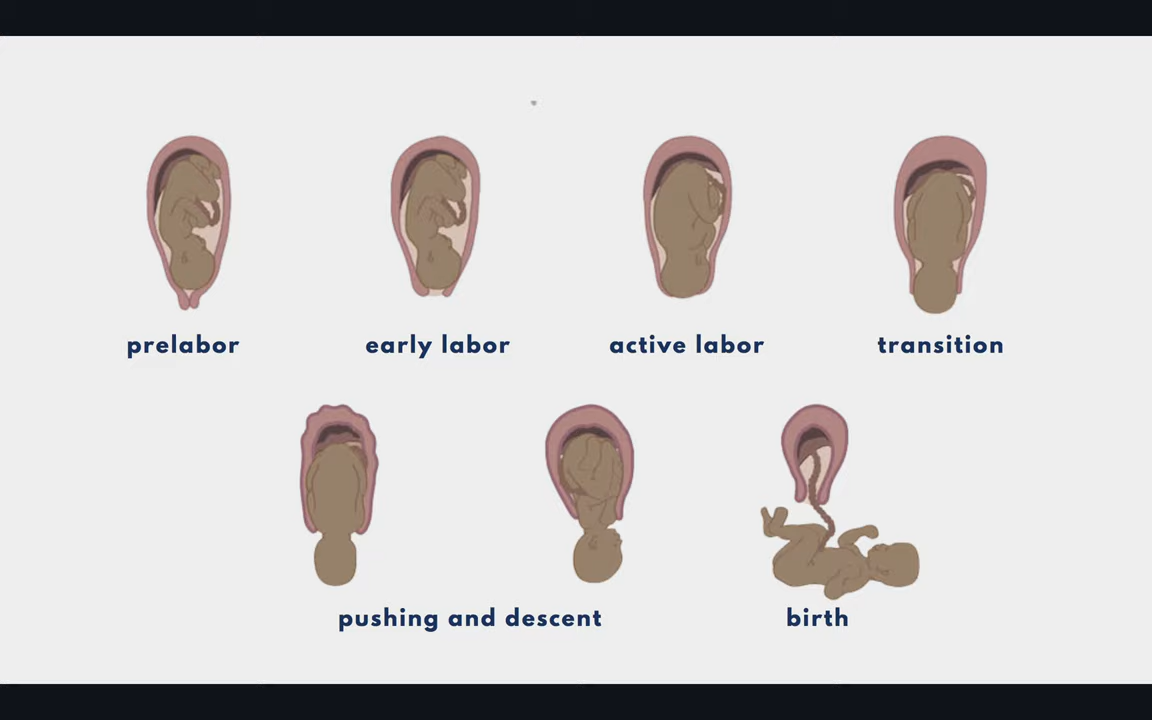 prelabor
early labor
active labor
transition
pushing and descent
birth